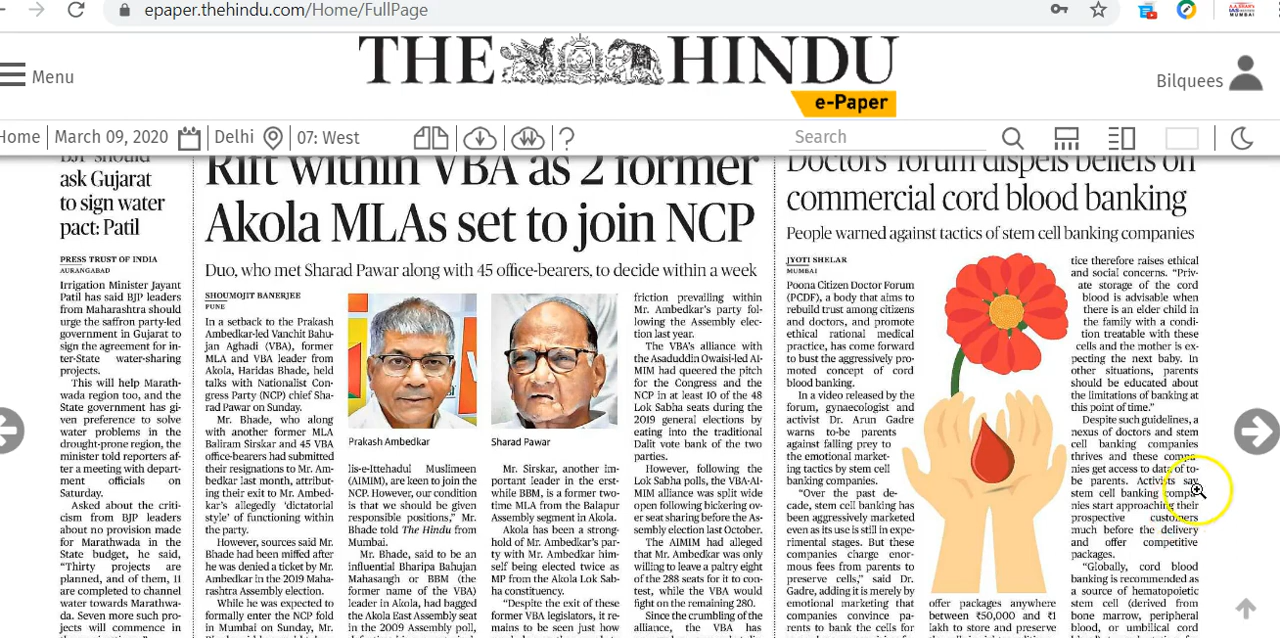 epaper.thehindu.com/Home/FullPage
THE HINDU
e-Paper
Menu
Bilquees
Home
March 09, 2020
Delhi
07: West
?
Search
BJP should
ask Gujarat
to sign water
pact: Patil
PRESS TRUST OF INDIA
AURANGABAD
Irrigation Minister Jayant
Patil has said BJP leaders
from Maharashtra should
urge the saffron party-led
government in Gujarat to
sign the agreement for in-
ter-State water-sharing
projects.
This will help Marath-
wada region too, and the
State government has gi-
ven preference to solve
water problems in the
drought-prone region, the
minister told reporters af-
ter a meeting with depart-
ment officials on
Saturday.
Asked about the criti-
cism from BJP leaders
about no provision made
for Marathwada in the
State budget, he said,
“Thirty projects are
planned, and of them, 11
are completed to channel
water towards Marathwa-
da. Seven more such pro-
jects will commence in
Rift within VBA as 2 former
Akola MLAs set to join NCP
Duo, who met Sharad Pawar along with 45 office-bearers, to decide within a week
SHOUMOJIT BANERJEE
PUNE
In a setback to the Prakash
Ambedkar-led Vanchit Bahu-
jan Aghadi (VBA), former
MLA and VBA leader from
Akola, Haridas Bhade, held
talks with Nationalist Con-
gress Party (NCP) chief Sha-
rad Pawar on Sunday.
Mr. Bhade, who along
with another former MLA
Baliram Sirskar and 45 VBA
office-bearers had submitted
their resignations to Mr. Am-
bedkar last month, attribut-
ing their exit to Mr. Ambed-
kar’s allegedly ‘dictatorial
style’ of functioning within
the party.
However, sources said Mr.
Bhade had been miffed after
he was denied a ticket by Mr.
Ambedkar in the 2019 Maha-
rashtra Assembly election.
While he was expected to
formally enter the NCP fold
in Mumbai on Sunday, Mr.
Prakash Ambedkar
Sharad Pawar
lis-e-Ittehadul Muslimeen
(AIMIM), are keen to join the
NCP. However, our condition
is that we should be given
responsible positions,” Mr.
Bhade told The Hindu from
Mumbai.
Mr. Bhade, said to be an
influential Bharipa Bahujan
Mahasangh or BBM (the
former name of the VBA)
leader in Akola, had bagged
the Akola East Assembly seat
in the 2009 Assembly poll,
Mr. Sirskar, another im-
portant leader in the erst-
while BBM, is a former two-
time MLA from the Balapur
Assembly segment in Akola.
Akola has been a strong-
hold of Mr. Ambedkar’s par-
ty with Mr. Ambedkar him-
self being elected twice as
MP from the Akola Lok Sab-
ha constituency.
“Despite the exit of these
former VBA legislators, it re-
mains to be seen just how
friction prevailing within
Mr. Ambedkar’s party fol-
lowing the Assembly elec-
tion last year.
The VBA’s alliance with
the Asaduddin Owaisi-led AI-
MIM had queered the pitch
for the Congress and the
NCP in at least 10 of the 48
Lok Sabha seats during the
2019 general elections by
eating into the traditional
Dalit vote bank of the two
parties.
However, following the
Lok Sabha polls, the VBA-AI-
MIM alliance was split wide
open following bickering ov-
er seat sharing before the As-
sembly election last October.
The AIMIM had alleged
that Mr. Ambedkar was only
willing to leave a paltry eight
of the 288 seats for it to con-
test, while the VBA would
fight on the remaining 280.
Since the crumbling of the
alliance, the VBA has
Doctors’ forum dispels beliefs on
commercial cord blood banking
People warned against tactics of stem cell banking companies
JYOTI SHELAR
MUMBAI
Poona Citizen Doctor Forum
(PCDF), a body that aims to
rebuild trust among citizens
and doctors, and promote
ethical rational medical
practice, has come forward
to bust the aggressively pro-
moted concept of cord
blood banking.
In a video released by the
forum, gynaecologist and
activist Dr. Arun Gadre
warns to-be parents
against falling prey to
the emotional market-
ing tactics by stem cell
banking companies.
“Over the past de-
cade, stem cell banking has
been aggressively marketed
even as its use is still in expe-
rimental stages. But these
companies charge enor-
mous fees from parents to
preserve cells,” said Dr.
Gadre, adding it is merely by
emotional marketing that
companies convince pa-
rents to bank the cells for
offer packages anywhere
between ₹50,000 and ₹1
lakh to store and preserve
tice therefore raises ethical
and social concerns. “Priv-
ate storage of the cord
blood is advisable when
there is an elder child in
the family with a condi-
tion treatable with these
cells and the mother is ex-
pecting the next baby. In
other situations, parents
should be educated about
the limitations of banking at
this point of time.”
Despite such guidelines, a
nexus of doctors and stem
cell banking companies
thrives and these compa-
nies get access to data of to-
be parents. Activists say
stem cell banking compa-
nies start approaching their
prospective customers
much before the delivery
and offer competitive
packages.
“Globally, cord blood
banking is recommended as
a source of hematopoietic
stem cell (derived from
bone marrow, peripheral
blood, or umbilical cord